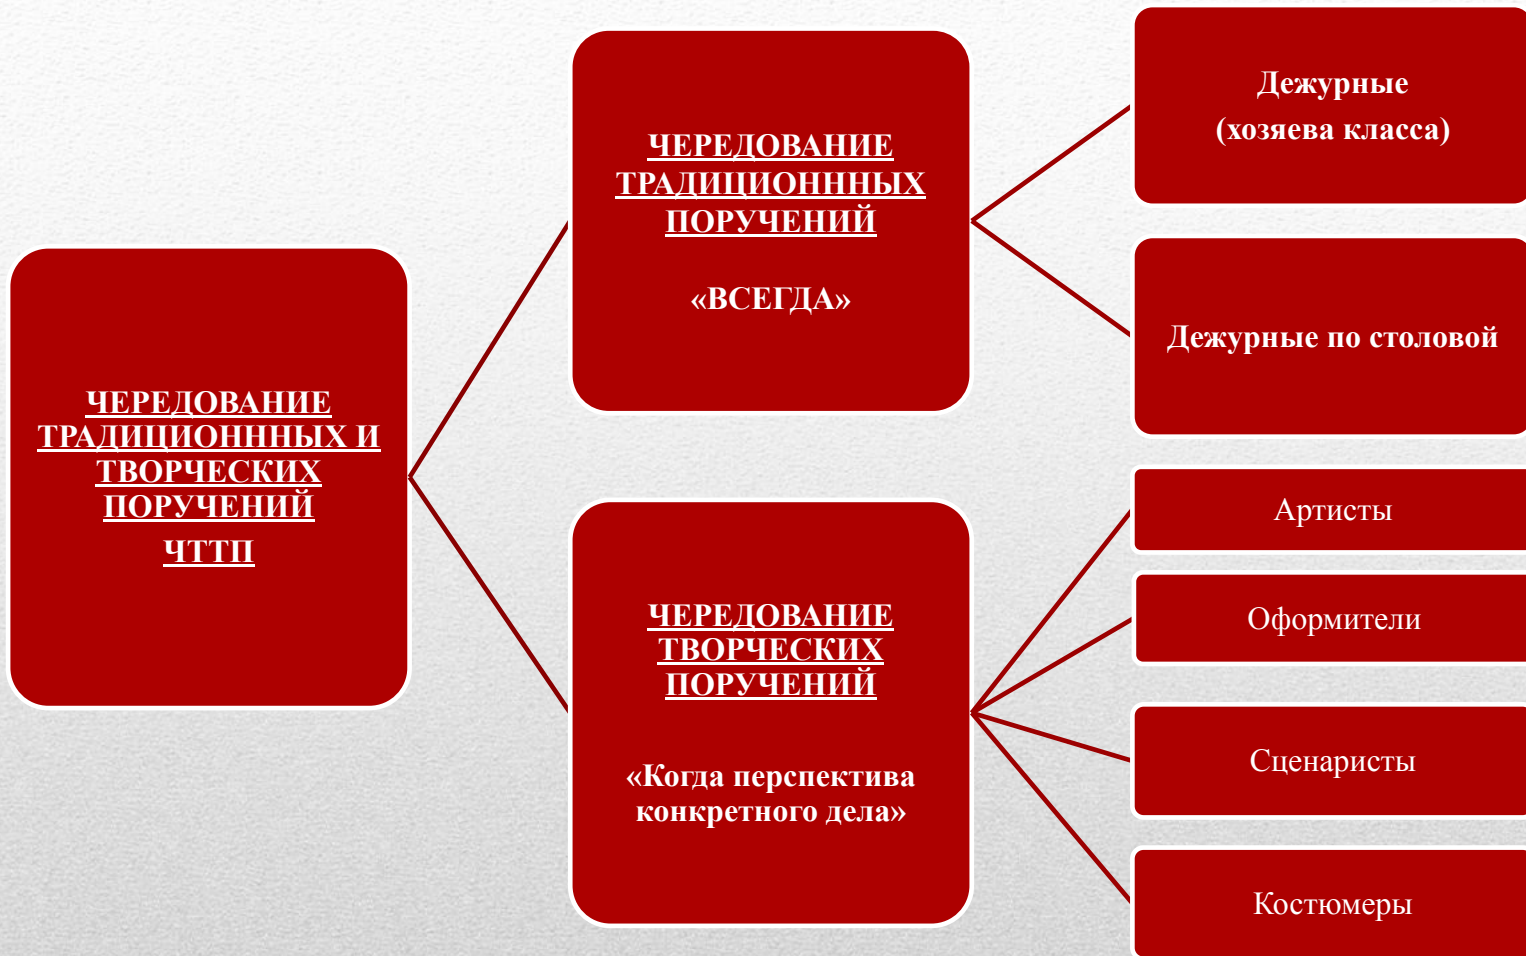 ЧЕРЕДОВАНИЕ
ТРАДИЦИОНННЫХ И
ТВОРЧЕСКИХ
ПОРУЧЕНИЙ
ЧТТП
ЧЕРЕДОВАНИЕ
ТРАДИЦИОНННЫХ
ПОРУЧЕНИЙ
«ВСЕГДА»
Дежурные
(хозяева класса)
Дежурные по столовой
ЧЕРЕДОВАНИЕ
ТВОРЧЕСКИХ
ПОРУЧЕНИЙ
«Когда перспектива
конкретного дела»
Артисты
Оформители
Сценаристы
Костюмеры